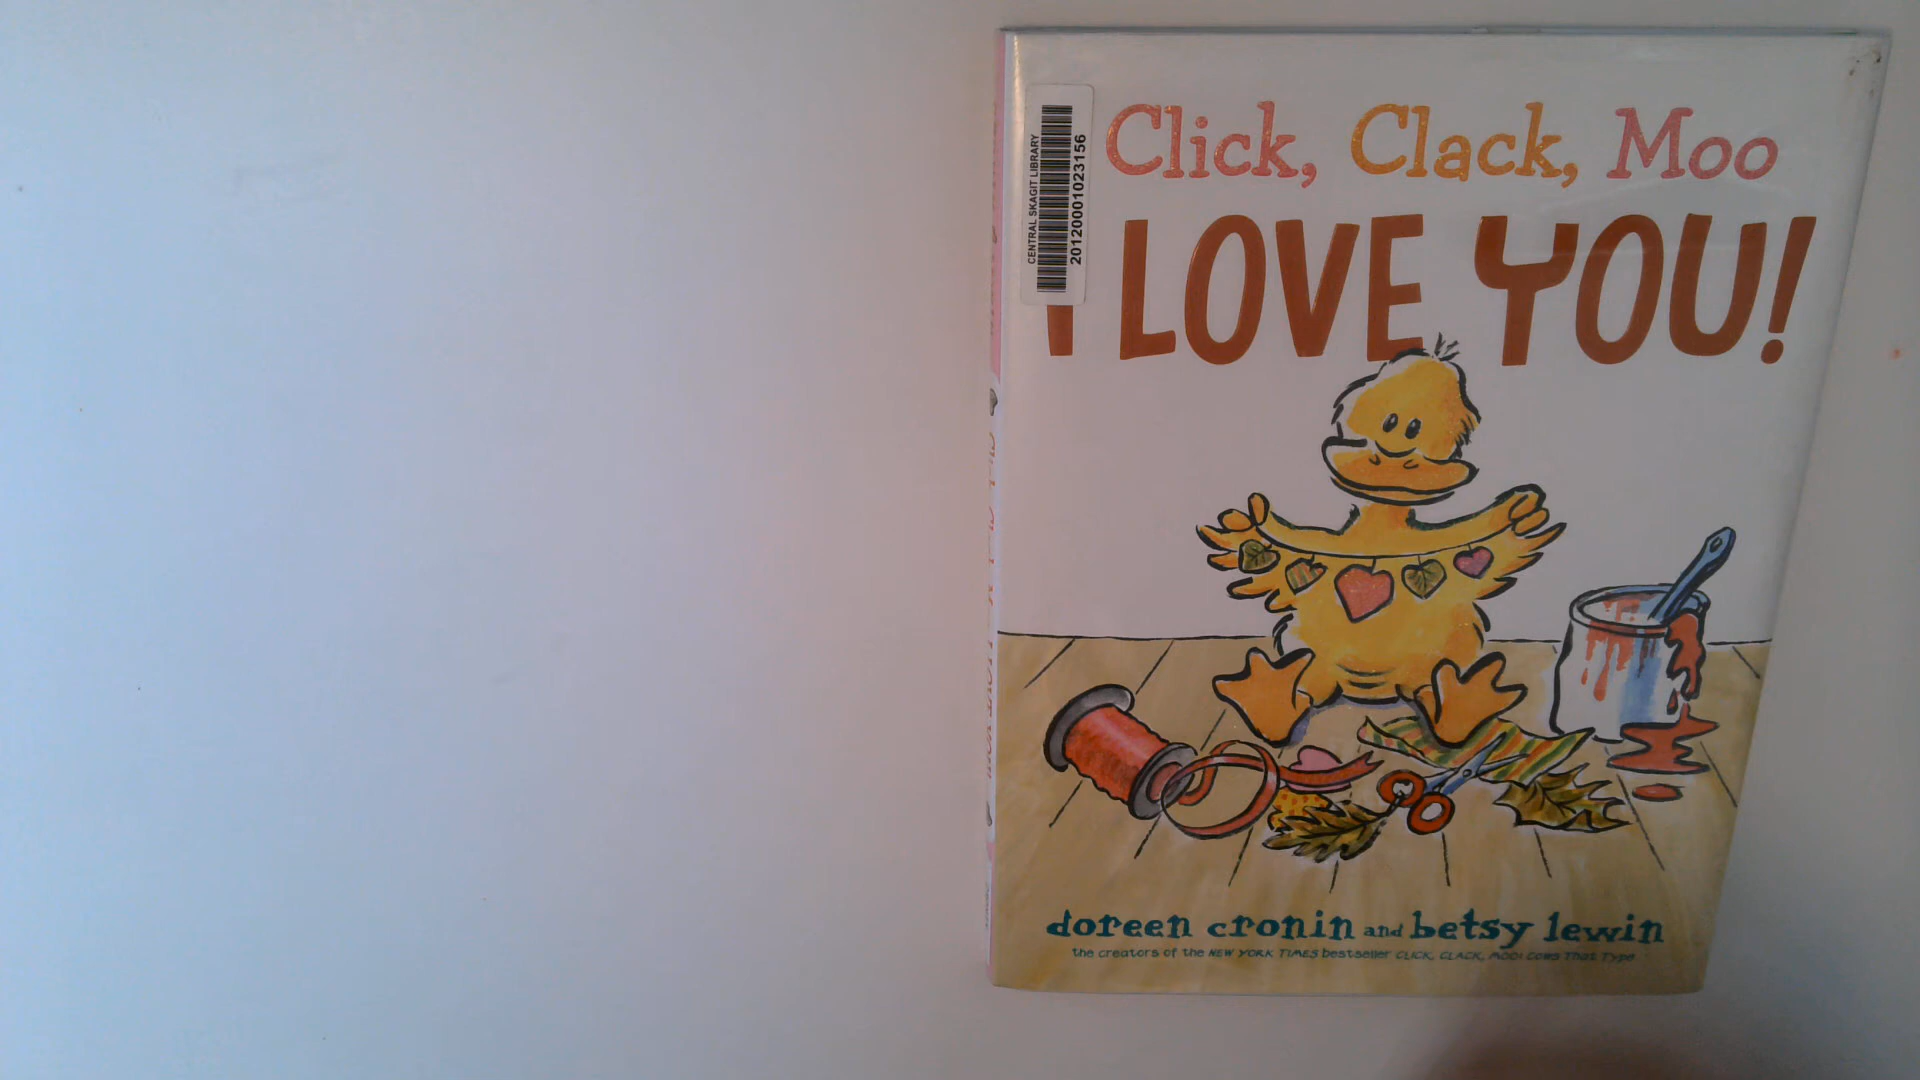 Click, Clack, Moo
I LOVE YOU!
CENTRAL SKAGIT LIBRARY
201200001023156
doreen cronin and betsy lewin
the creators of the NEW YORK TIMES bestseller CLICK, CLACK, MOO: Cows That Type